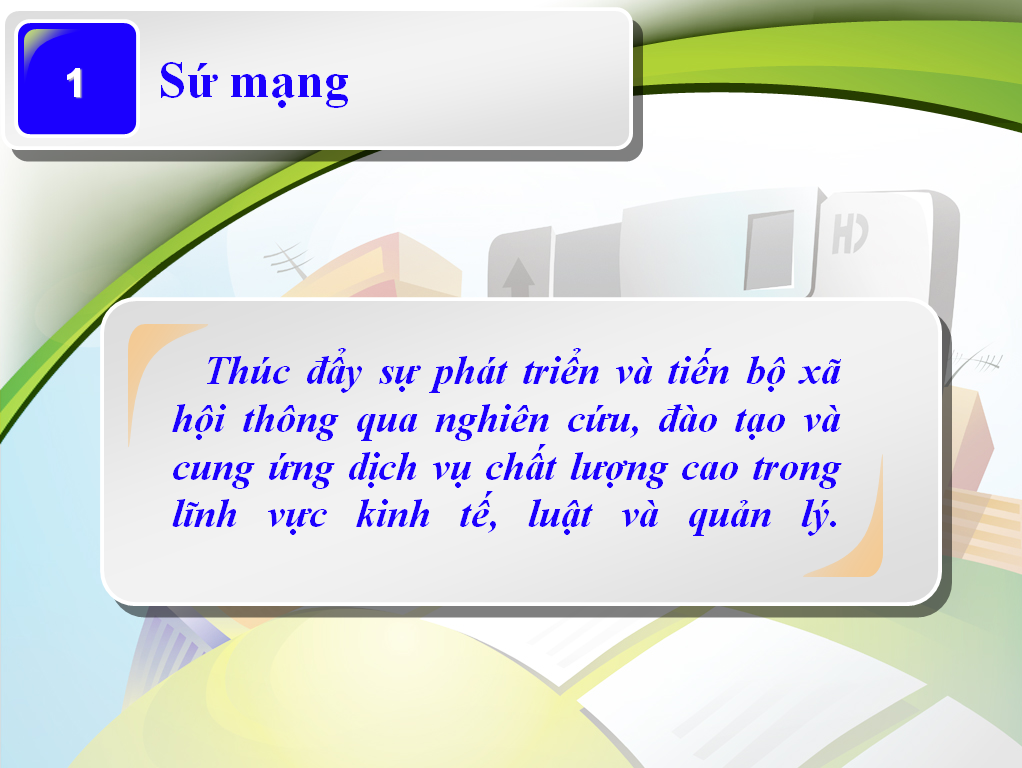 1
Sứ mạng
HD
Thúc đẩy sự phát triển và tiến bộ xã
hội thông qua nghiên cứu, đào tạo và
cung ứng dịch vụ chất lượng cao trong
lĩnh vực kinh tế, luật và quản lý.